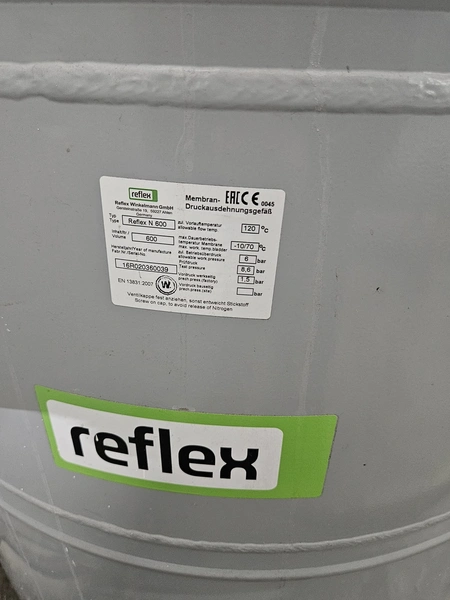 reflex
Reflex Winkelmann GmbH
Gersteinstraße 19, 59227 Ahlen
Germany
Membran-
Druckausdehnungsgefäß
EAC CE 0045
Typ
Type
Reflex N 600
zul. Vorlauftemperatur
allowable flow temp.
120 °C
Inhalt/lt /
Volume
600
max.Dauerbetriebs-
temperatur Membrane
max. work. temp.bladder
-10/70 °C
zul. Betriebsüberdruck
allowable work pressure
6 bar
Herstelljahr/Year of manufacture
Fabr.Nr./Serial.No.
16R020360039
Prüfdruck
Test pressure
8,6 bar
Vordruck werkseitig
prech.press.(factory)
1,5 bar
EN 13831:2007
W
Vordruck bauseitig
prech.press.(site)
bar
Ventilkappe fest anziehen, sonst entweicht Stickstoff
Screw on cap, to avoid release of Nitrogen
reflex